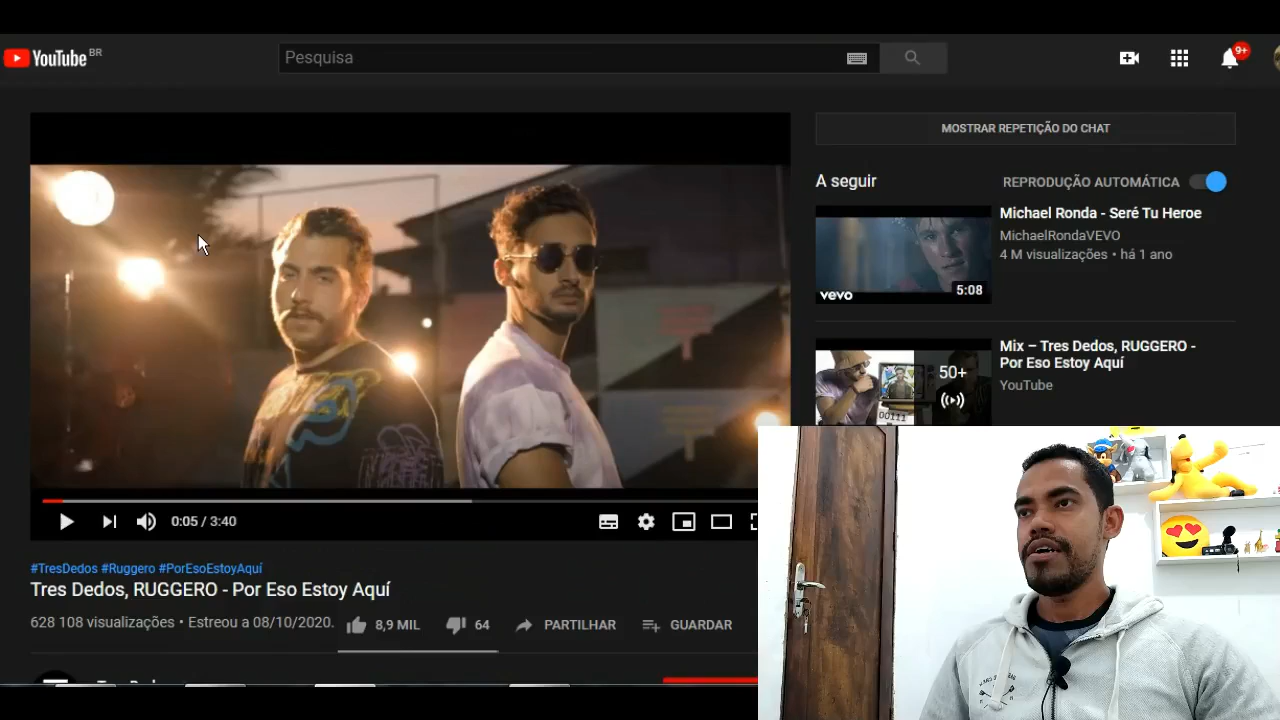 YouTube BR
Pesquisa
9+
MOSTRAR REPETIÇÃO DO CHAT
A seguir
REPRODUÇÃO AUTOMÁTICA
Michael Ronda - Seré Tu Heroe
MichaelRondaVEVO
4 M visualizações • há 1 ano
vevo
5:08
Mix – Tres Dedos, RUGGERO -
Por Eso Estoy Aquí
YouTube
50+
00111
0:05 / 3:40
#TresDedos #Ruggero #PorEsoEstoyAquí
Tres Dedos, RUGGERO - Por Eso Estoy Aquí
628 108 visualizações • Estreou a 08/10/2020.
8,9 MIL
64
PARTILHAR
GUARDAR